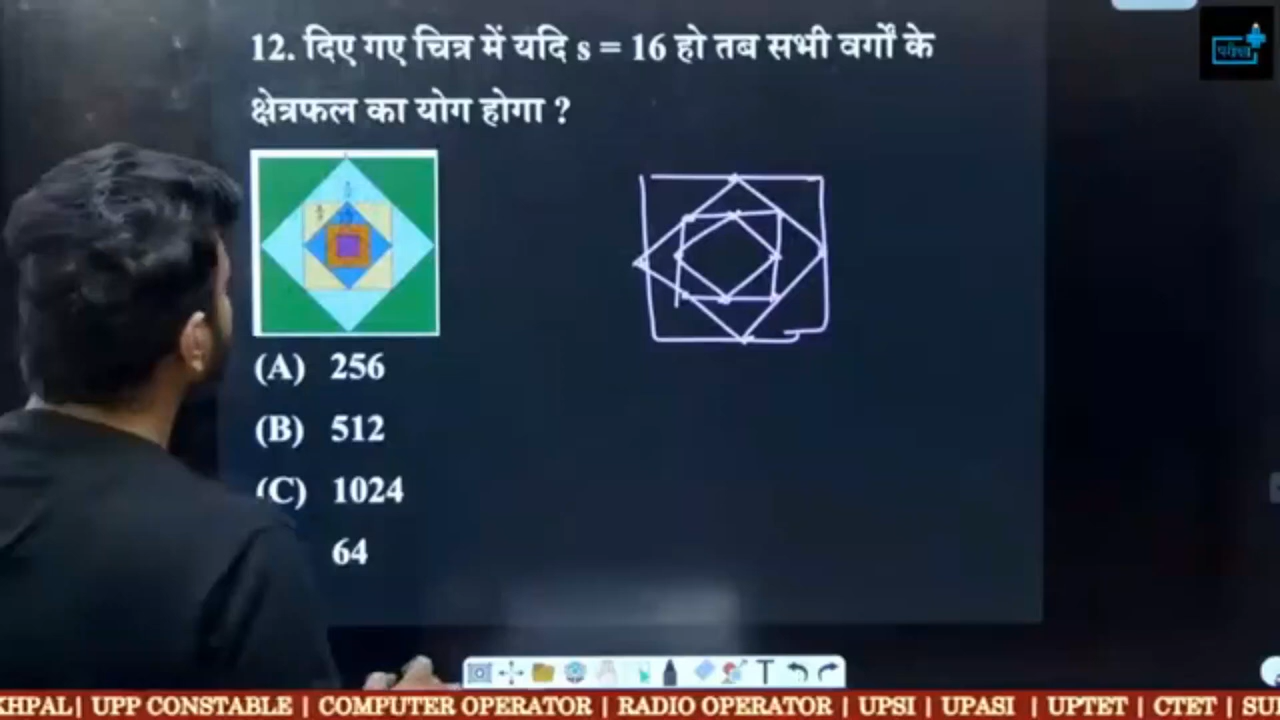 12. दिए गए चित्र में यदि s = 16 हो तब सभी वर्गों के
क्षेत्रफल का योग होगा ?
(A) 256
(B) 512
(C) 1024
64
T
KHPAL | UPP CONSTABLE | COMPUTER OPERATOR | RADIO OPERATOR | UPSI | UPASI | UPTET | CTET | SU